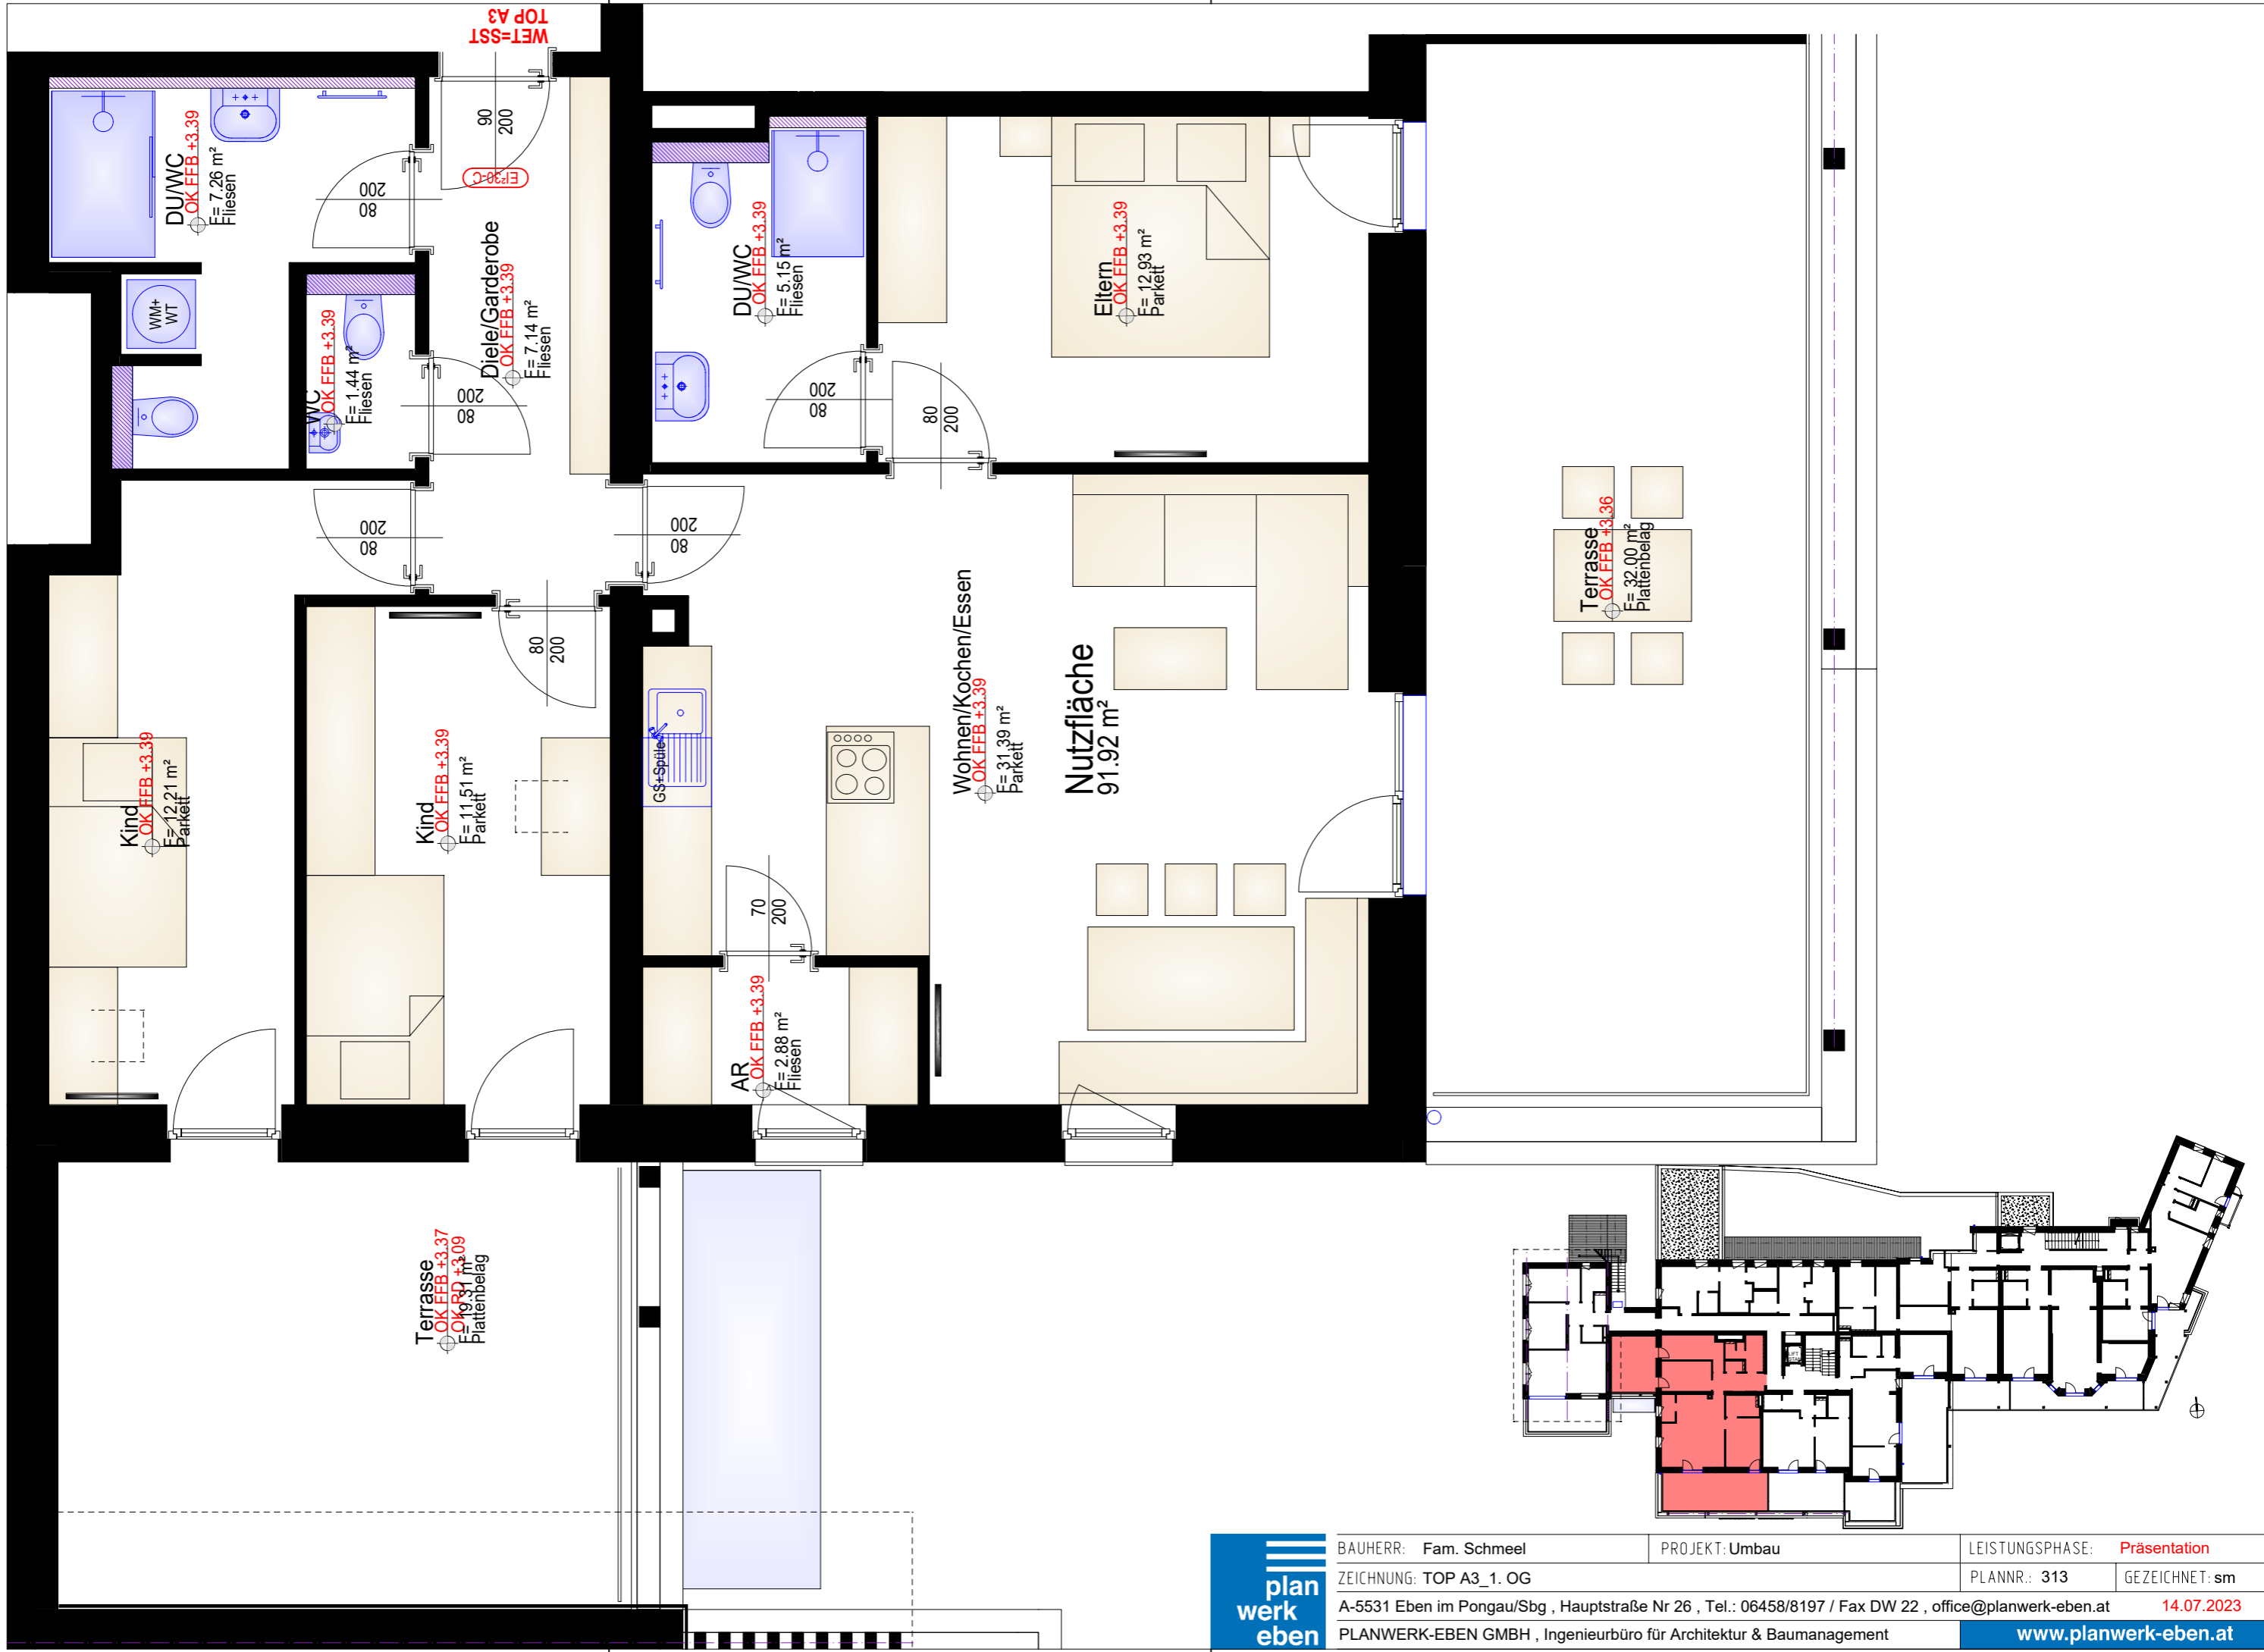 WET=SST
TOP A3
90
200
EI²30-C
DU/WC
OK FFB +3.39
F= 7.26 m²
Fliesen
80
200
WM+
WT
WC
OK FFB +3.39
F= 1.44 m²
Fliesen
80
200
Diele/Garderobe
OK FFB +3.39
F= 7.14 m²
Fliesen
DU/WC
OK FFB +3.39
F= 5.15 m²
Fliesen
80
200
80
200
Eltern
OK FFB +3.39
F= 12.93 m²
Parkett
80
200
80
200
80
200
Kind
OK FFB +3.39
F= 12.21 m²
Parkett
Kind
OK FFB +3.39
F= 11.51 m²
Parkett
GS+Spüle
Wohnen/Kochen/Essen
OK FFB +3.39
F= 31.39 m²
Parkett
Nutzfläche
91.92 m²
70
200
AR
OK FFB +3.39
F= 2.88 m²
Fliesen
Terrasse
OK FFB +3.36
F= 32.00 m²
Plattenbelag
Terrasse
OK FFB +3.37
OK RD +3.09
F= 19.31 m²
Plattenbelag
plan
werk
eben
BAUHERR: Fam. Schmeel PROJEKT: Umbau LEISTUNGSPHASE: Präsentation
ZEICHNUNG: TOP A3_1. OG PLANNR.: 313 GEZEICHNET: sm
A-5531 Eben im Pongau/Sbg , Hauptstraße Nr 26 , Tel.: 06458/8197 / Fax DW 22 , office@planwerk-eben.at 14.07.2023
PLANWERK-EBEN GMBH , Ingenieurbüro für Architektur & Baumanagement www.planwerk-eben.at